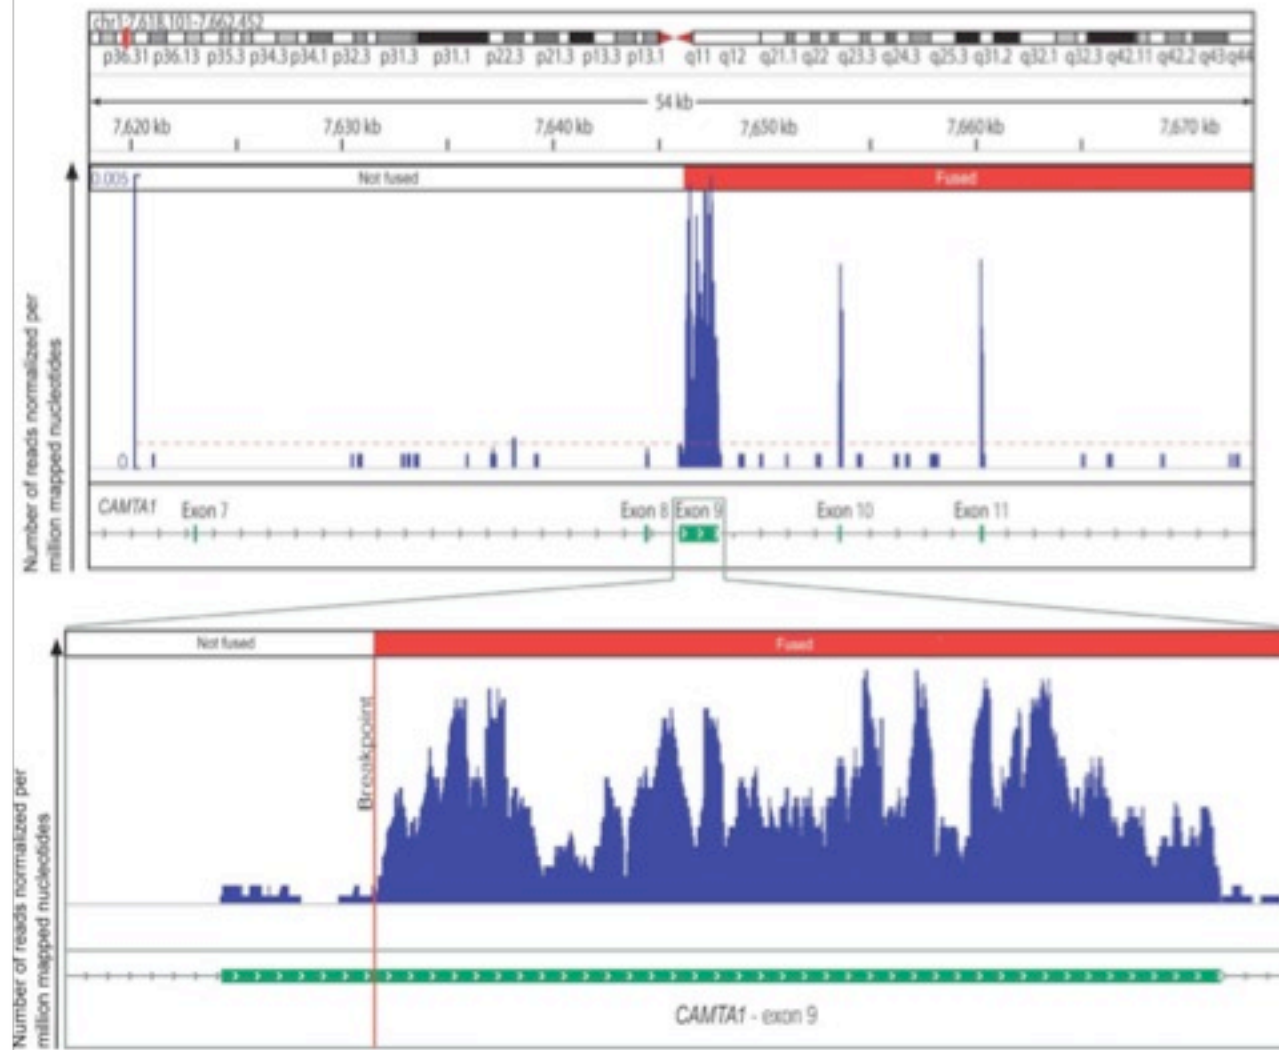 chr1:7,618,101-7,662,452
p36.31 p36.13 p35.3 p34.3 p34.1 p32.3 p31.3 p31.1 p22.3 p21.3 p13.3 p13.1 q11 q12 q21.1 q22 q23.3 q24.3 q25.3 q31.2 q32.1 q32.3 q42.11 q42.2 q43 q44
54 kb
7,620 kb 7,630 kb 7,640 kb 7,650 kb 7,660 kb 7,670 kb
0.005 Not fused Fused
0
Number of reads normalized per
million mapped nucleotides
CAMTA1 Exon 7 Exon 8 Exon 9 Exon 10 Exon 11
Not fused Fused
Breakpoint
Number of reads normalized per
million mapped nucleotides
CAMTA1 - exon 9